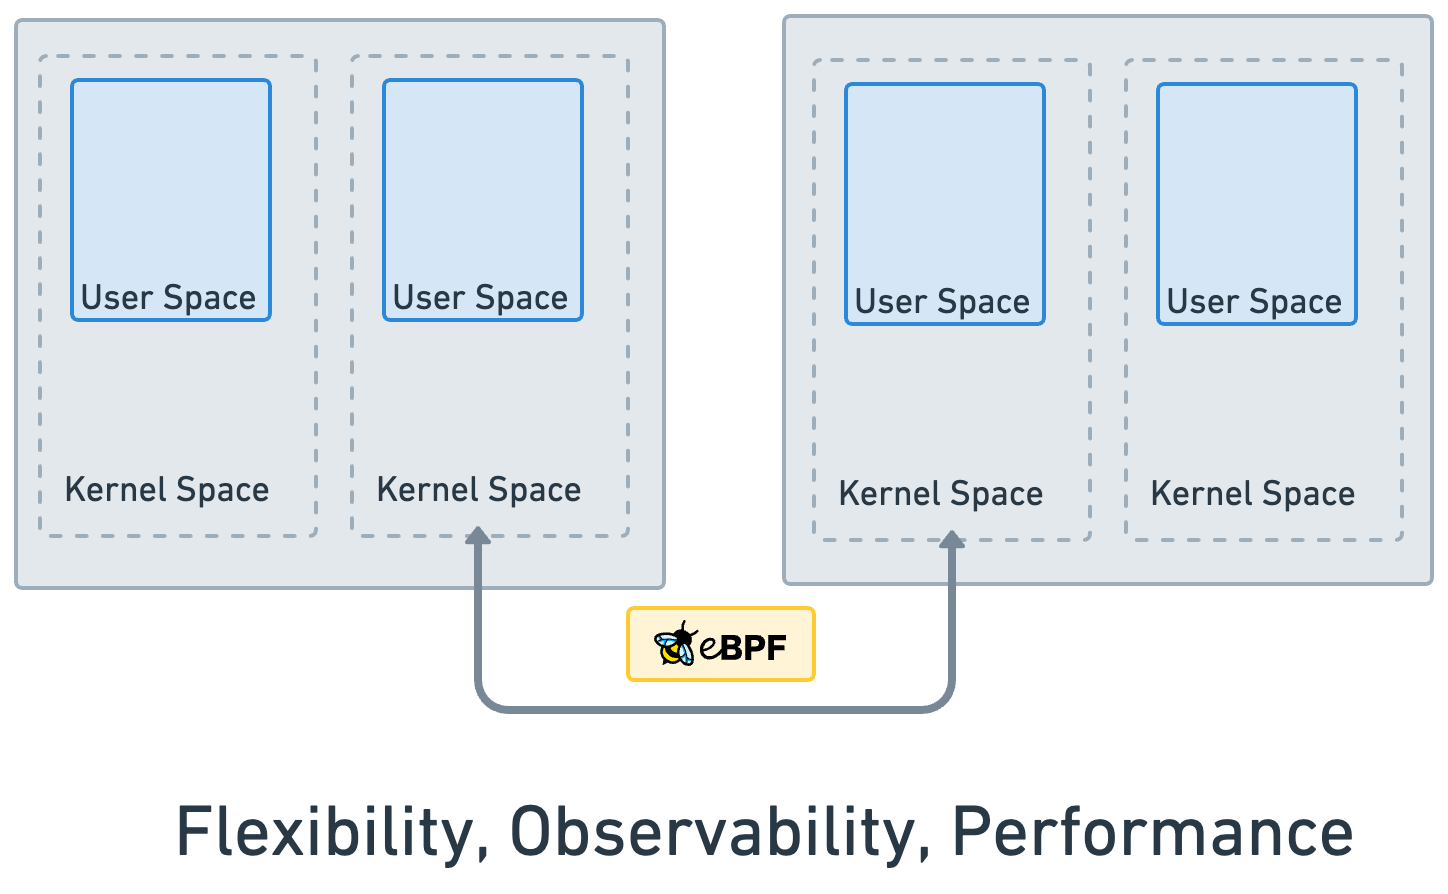 User Space User Space User Space User Space
Kernel Space Kernel Space Kernel Space Kernel Space
eBPF
Flexibility, Observability, Performance